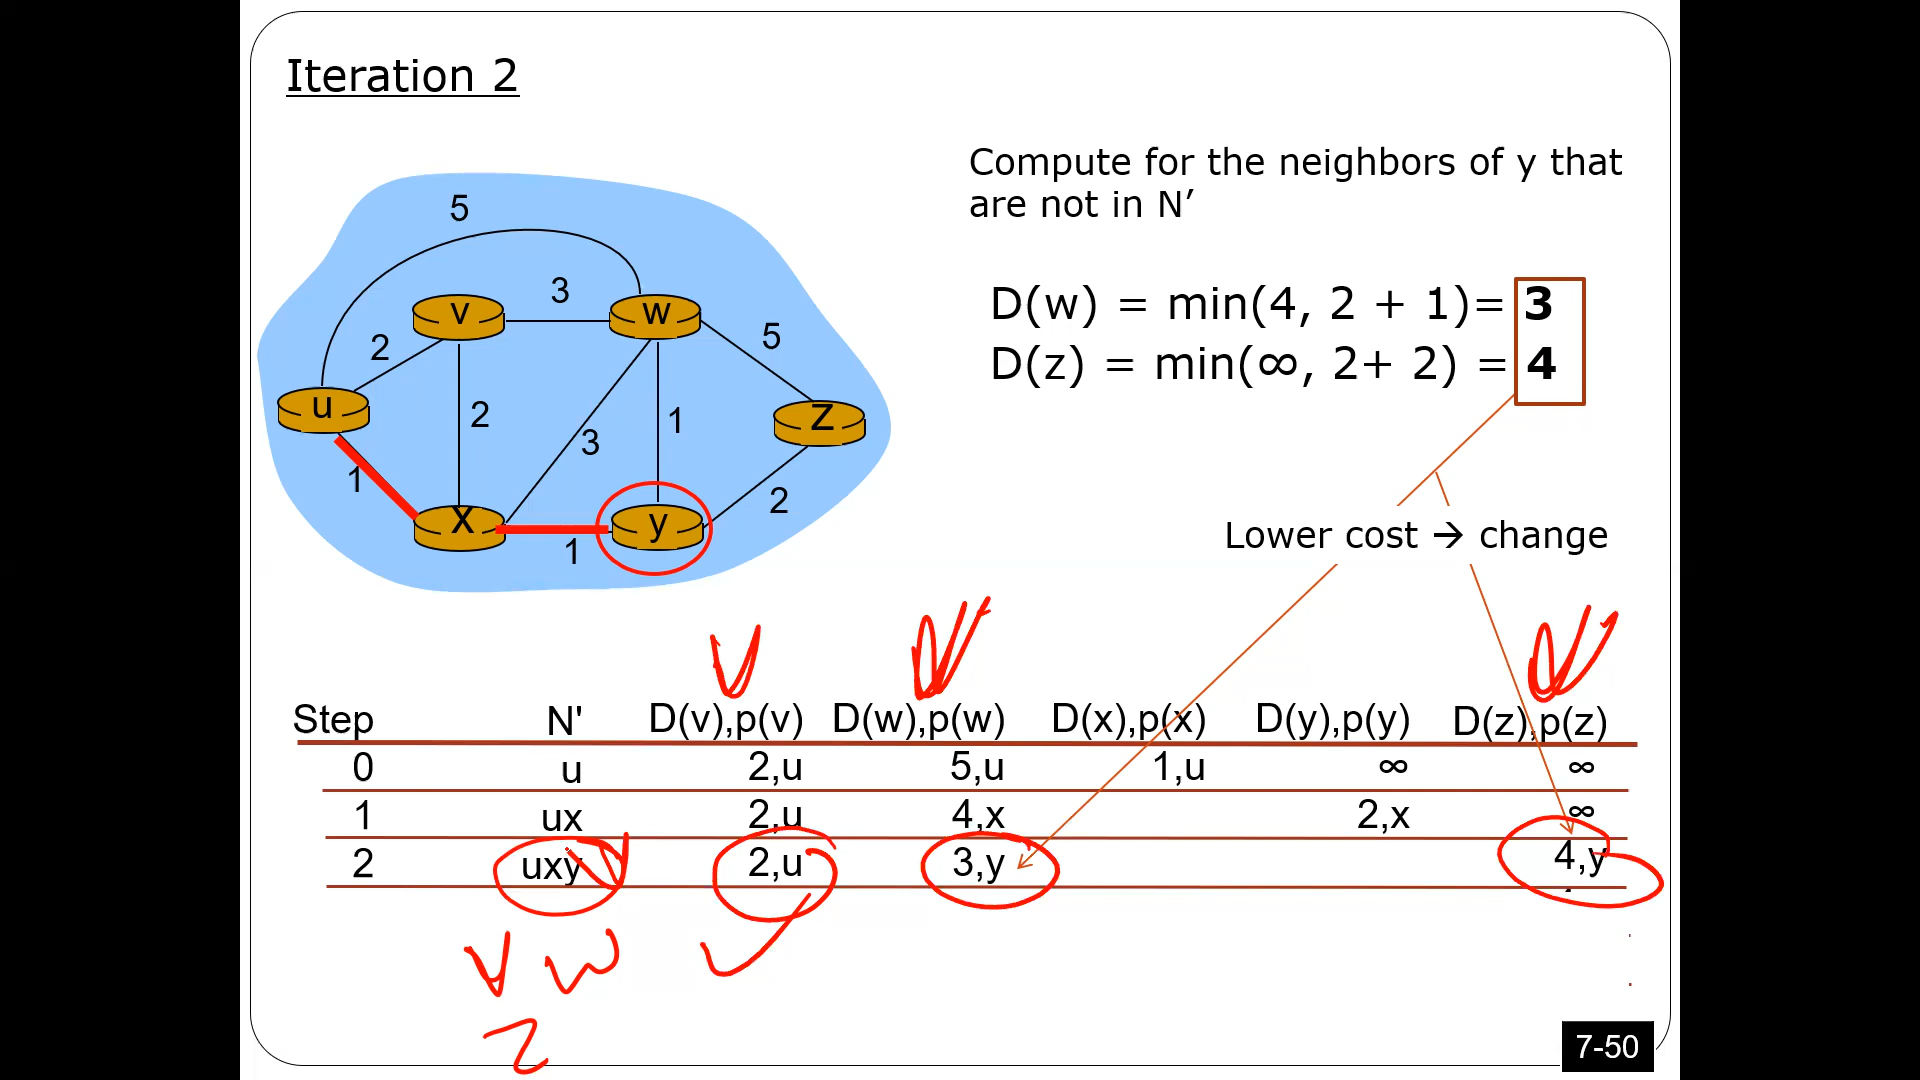 Iteration 2
Compute for the neighbors of y that
are not in N’
D(w) = min(4, 2 + 1)= 3
D(z) = min(∞, 2+ 2) = 4
Lower cost → change
5
v
3
w
2
5
u
2
3
1
z
1
x
1
y
2
Step N' D(v),p(v) D(w),p(w) D(x),p(x) D(y),p(y) D(z),p(z)
0 u 2,u 5,u 1,u ∞ ∞
1 ux 2,u 4,x 2,x ∞
2 uxy 2,u 3,y 4,y
v w
z
7-50